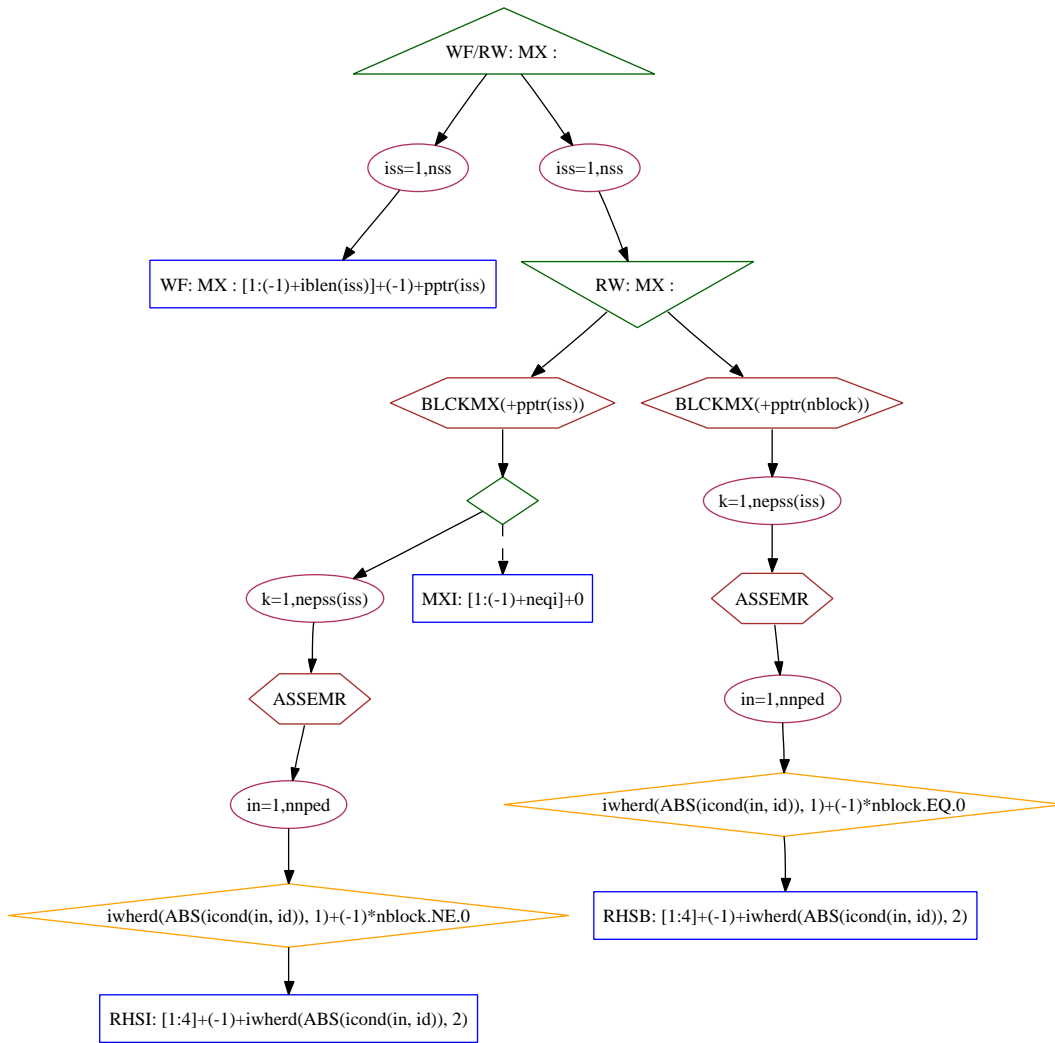 WF/RW: MX :
iss=1,nss
iss=1,nss
WF: MX : [1:(-1)+iblen(iss)]+(-1)+pptr(iss)
RW: MX :
BLCKMX(+pptr(iss))
BLCKMX(+pptr(nblock))
k=1,nepss(iss)
k=1,nepss(iss)
MXI: [1:(-1)+neqi]+0
ASSEMR
ASSEMR
in=1,nnped
in=1,nnped
iwherd(ABS(icond(in, id)), 1)+(-1)*nblock.EQ.0
iwherd(ABS(icond(in, id)), 1)+(-1)*nblock.NE.0
RHSB: [1:4]+(-1)+iwherd(ABS(icond(in, id)), 2)
RHSI: [1:4]+(-1)+iwherd(ABS(icond(in, id)), 2)